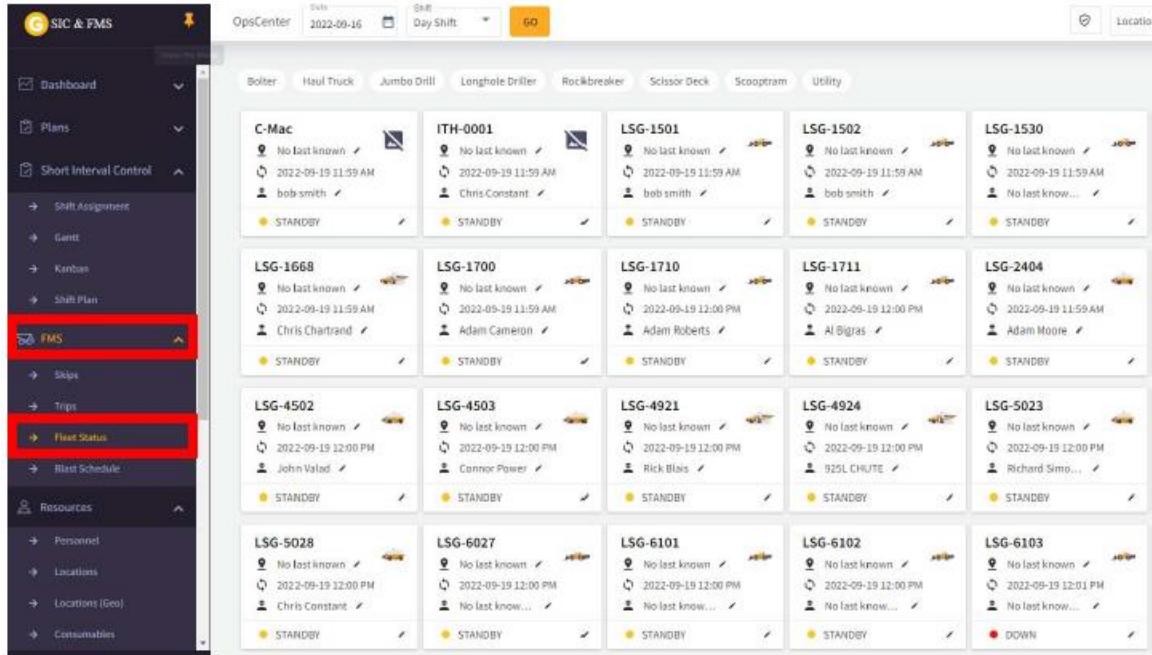 SIC & FMS
OpsCenter
Date
2022-09-16
Shift
Day Shift
GO
Locatio
Dashboard
Plans
Short Interval Control
Shift Assignment
Gantt
Kanban
Shift Plan
FMS
Skips
Trips
Fleet Status
Blast Schedule
Resources
Personnel
Locations
Locations (Geo)
Consumables
Bolter
Haul Truck
Jumbo Drill
Longhole Driller
Rockbreaker
Scissor Deck
Scooptram
Utility
C-Mac
No last known
2022-09-19 11:59 AM
bob smith
STANDBY
ITH-0001
No last known
2022-09-19 11:59 AM
Chris Constant
STANDBY
LSG-1501
No last known
2022-09-19 11:59 AM
bob smith
STANDBY
LSG-1502
No last known
2022-09-19 11:59 AM
bob smith
STANDBY
LSG-1530
No last known
2022-09-19 11:59 AM
No last know...
STANDBY
LSG-1668
No last known
2022-09-19 11:59 AM
Chris Chartrand
STANDBY
LSG-1700
No last known
2022-09-19 11:59 AM
Adam Cameron
STANDBY
LSG-1710
No last known
2022-09-19 12:00 PM
Adam Roberts
STANDBY
LSG-1711
No last known
2022-09-19 12:00 PM
Al Bigras
STANDBY
LSG-2404
No last known
2022-09-19 11:59 AM
Adam Moore
STANDBY
LSG-4502
No last known
2022-09-19 12:00 PM
John Valad
STANDBY
LSG-4503
No last known
2022-09-19 12:00 PM
Connor Power
STANDBY
LSG-4921
No last known
2022-09-19 12:00 PM
Rick Blais
STANDBY
LSG-4924
No last known
2022-09-19 12:00 PM
925L CHUTE
STANDBY
LSG-5023
No last known
2022-09-19 12:00 PM
Richard Simo...
STANDBY
LSG-5028
No last known
2022-09-19 12:00 PM
Chris Constant
STANDBY
LSG-6027
No last known
2022-09-19 12:00 PM
No last know...
STANDBY
LSG-6101
No last known
2022-09-19 12:00 PM
No last know...
STANDBY
LSG-6102
No last known
2022-09-19 12:00 PM
No last know...
STANDBY
LSG-6103
No last known
2022-09-19 12:01 PM
No last know...
DOWN